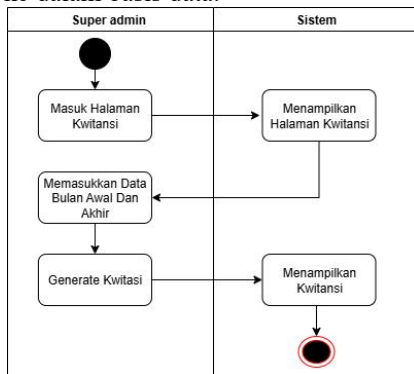 Super admin
Sistem
Masuk Halaman
Kwitansi
Menampilkan
Halaman Kwitansi
Memasukkan Data
Bulan Awal Dan
Akhir
Generate Kwitasi
Menampilkan
Kwitansi